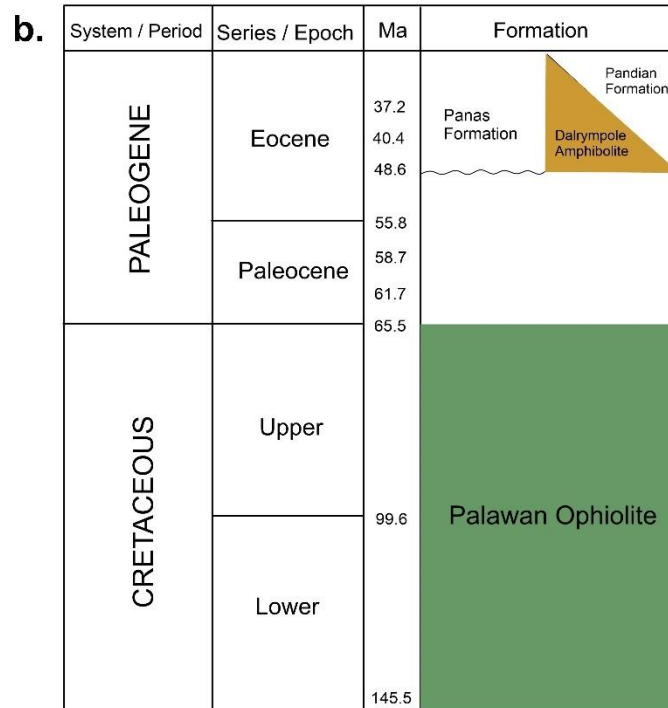 b.
System / Period Series / Epoch Ma Formation
PALEOGENE
Eocene
Paleocene
CRETACEOUS
Upper
Lower
37.2
40.4
48.6
55.8
58.7
61.7
65.5
99.6
145.5
Panas
Formation
Pandian
Formation
Dalrympole
Amphibolite
Palawan Ophiolite